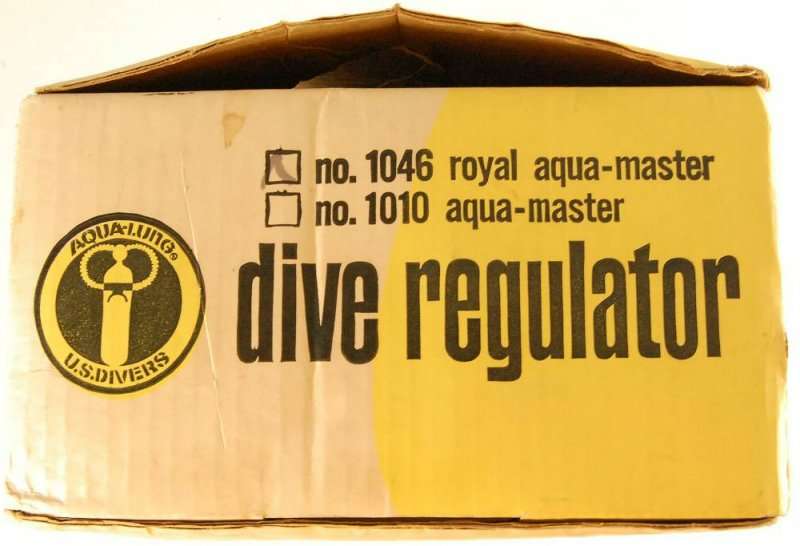 no. 1046 royal aqua-master
no. 1010 aqua-master
dive regulator
AQUA-LUNG®
U.S.DIVERS